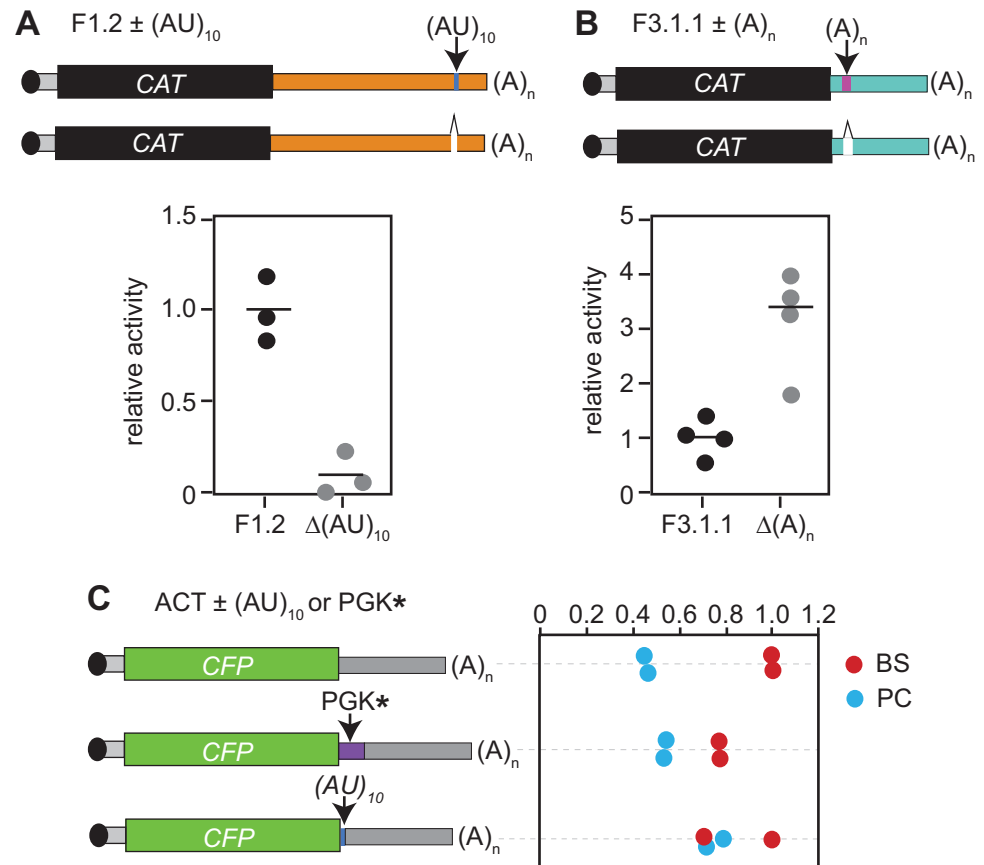 A F1.2 ± (AU)₁₀
(AU)₁₀
CAT (A)ₙ
CAT (A)ₙ
1.5
1.0
0.5
0
relative activity
F1.2 Δ(AU)₁₀
B F3.1.1 ± (A)ₙ
(A)ₙ
CAT (A)ₙ
CAT (A)ₙ
5
4
3
2
1
0
relative activity
F3.1.1 Δ(A)ₙ
C ACT ± (AU)₁₀ or PGK*
0 0.2 0.4 0.6 0.8 1.0 1.2
CFP (A)ₙ
PGK*
CFP (A)ₙ
(AU)₁₀
CFP (A)ₙ
BS
PC